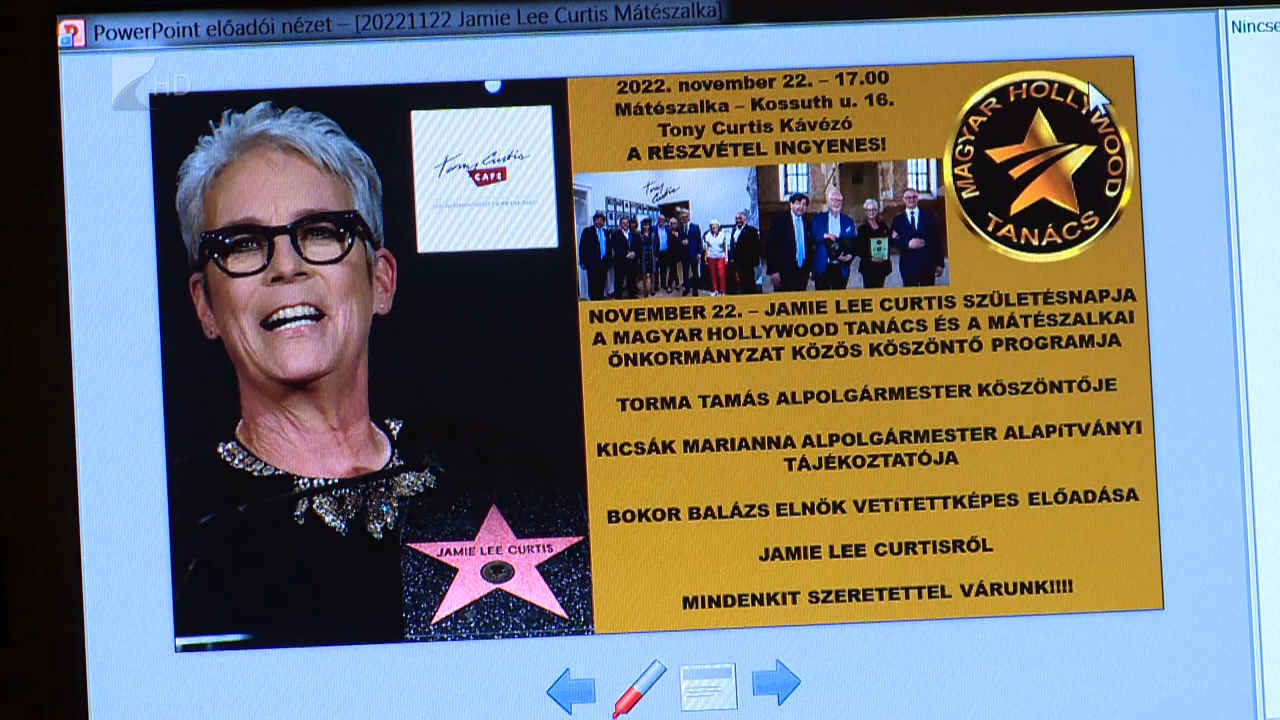 PowerPoint előadói nézet – [20221122 Jamie Lee Curtis Mátészalka]
Nincse
HD
2022. november 22. – 17.00
Mátészalka – Kossuth u. 16.
Tony Curtis Kávézó
A RÉSZVÉTEL INGYENES!
MAGYAR HOLLYWOOD
TANÁCS
Tony Curtis
CAFE
Tony
Curtis
NOVEMBER 22. – JAMIE LEE CURTIS SZÜLETÉSNAPJA
A MAGYAR HOLLYWOOD TANÁCS ÉS A MÁTÉSZALKAI
ÖNKORMÁNYZAT KÖZÖS KÖSZÖNTŐ PROGRAMJA
TORMA TAMÁS ALPOLGÁRMESTER KÖSZÖNTŐJE
KICSÁK MARIANNA ALPOLGÁRMESTER ALAPíTVÁNYI
TÁJÉKOZTATÓJA
BOKOR BALÁZS ELNÖK VETíTETTKÉPES ELŐADÁSA
JAMIE LEE CURTISRŐL
MINDENKIT SZERETETTEL VÁRUNK!!!!
JAMIE LEE CURTIS